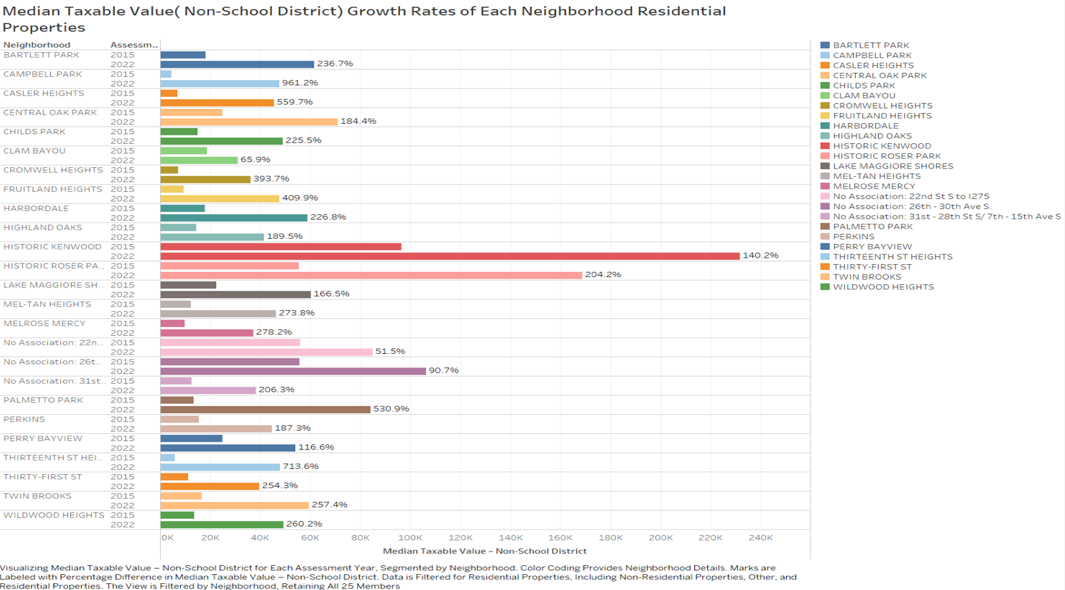 Median Taxable Value( Non-School District) Growth Rates of Each Neighborhood Residential
Properties
Neighborhood Assessm..
BARTLETT PARK 2015
2022 236.7%
CAMPBELL PARK 2015
2022 961.2%
CASLER HEIGHTS 2015
2022 559.7%
CENTRAL OAK PARK 2015
2022 184.4%
CHILDS PARK 2015
2022 225.5%
CLAM BAYOU 2015
2022 65.9%
CROMWELL HEIGHTS 2015
2022 393.7%
FRUITLAND HEIGHTS 2015
2022 409.9%
HARBORDALE 2015
2022 226.8%
HIGHLAND OAKS 2015
2022 189.5%
HISTORIC KENWOOD 2015
2022 140.2%
HISTORIC ROSER PA.. 2015
2022 204.2%
LAKE MAGGIORE SH.. 2015
2022 166.5%
MEL-TAN HEIGHTS 2015
2022 273.8%
MELROSE MERCY 2015
2022 278.2%
No Association: 22n.. 2015
2022 51.5%
No Association: 26t.. 2015
2022 90.7%
No Association: 31st.. 2015
2022 206.3%
PALMETTO PARK 2015
2022 530.9%
PERKINS 2015
2022 187.3%
PERRY BAYVIEW 2015
2022 116.6%
THIRTEENTH ST HEI.. 2015
2022 713.6%
THIRTY-FIRST ST 2015
2022 254.3%
TWIN BROOKS 2015
2022 257.4%
WILDWOOD HEIGHTS 2015
2022 260.2%
0K 20K 40K 60K 80K 100K 120K 140K 160K 180K 200K 220K 240K
Median Taxable Value – Non-School District
BARTLETT PARK
CAMPBELL PARK
CASLER HEIGHTS
CENTRAL OAK PARK
CHILDS PARK
CLAM BAYOU
CROMWELL HEIGHTS
FRUITLAND HEIGHTS
HARBORDALE
HIGHLAND OAKS
HISTORIC KENWOOD
HISTORIC ROSER PARK
LAKE MAGGIORE SHORES
MEL-TAN HEIGHTS
MELROSE MERCY
No Association: 22nd St S to I275
No Association: 26th - 30th Ave S.
No Association: 31st - 28th St S/ 7th - 15th Ave S
PALMETTO PARK
PERKINS
PERRY BAYVIEW
THIRTEENTH ST HEIGHTS
THIRTY-FIRST ST
TWIN BROOKS
WILDWOOD HEIGHTS
Visualizing Median Taxable Value – Non-School District for Each Assessment Year, Segmented by Neighborhood. Color Coding Provides Neighborhood Details. Marks are
Labeled with Percentage Difference in Median Taxable Value – Non-School District. Data is Filtered for Residential Properties, Including Non-Residential Properties, Other, and
Residential Properties. The View is Filtered by Neighborhood, Retaining All 25 Members